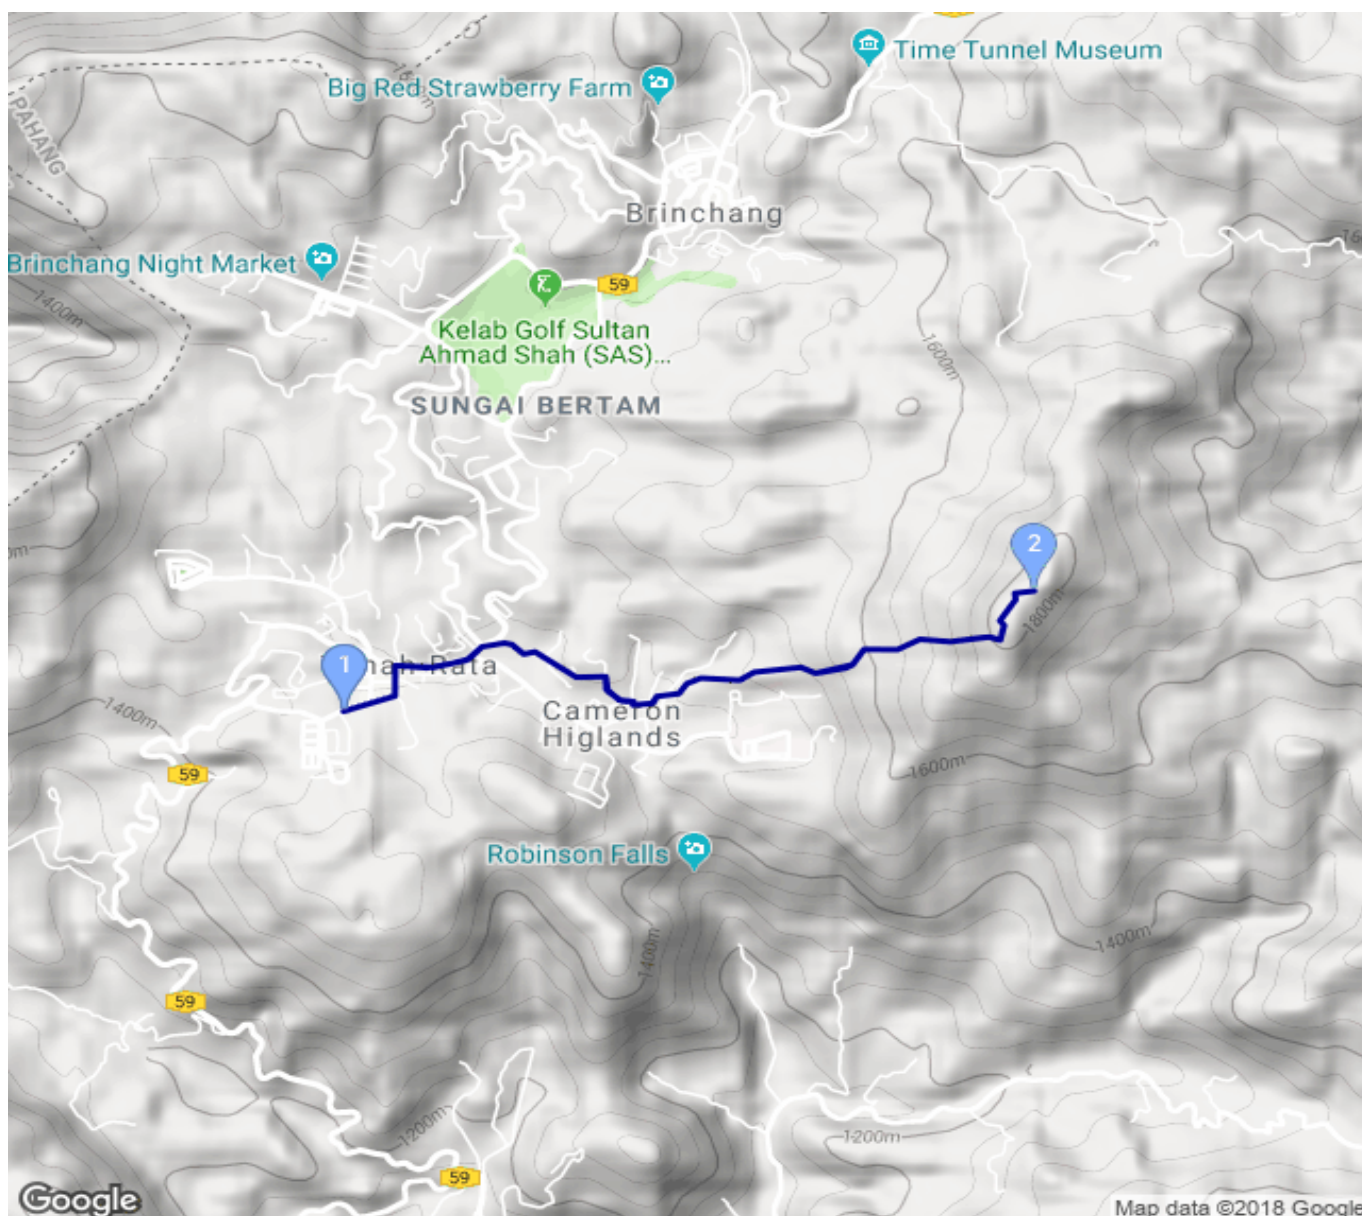 Time Tunnel Museum
Big Red Strawberry Farm
PAHANG
Brinchang
Brinchang Night Market
59
1400m
Kelab Golf Sultan
Ahmad Shah (SAS)...
1600m
SUNGAI BERTAM
2
1800m
1
nah Rata
1400m
Cameron
Higlands
59
1600m
Robinson Falls
1400m
1400m
59
1200m
1200m
59
Google
Map data ©2018 Google